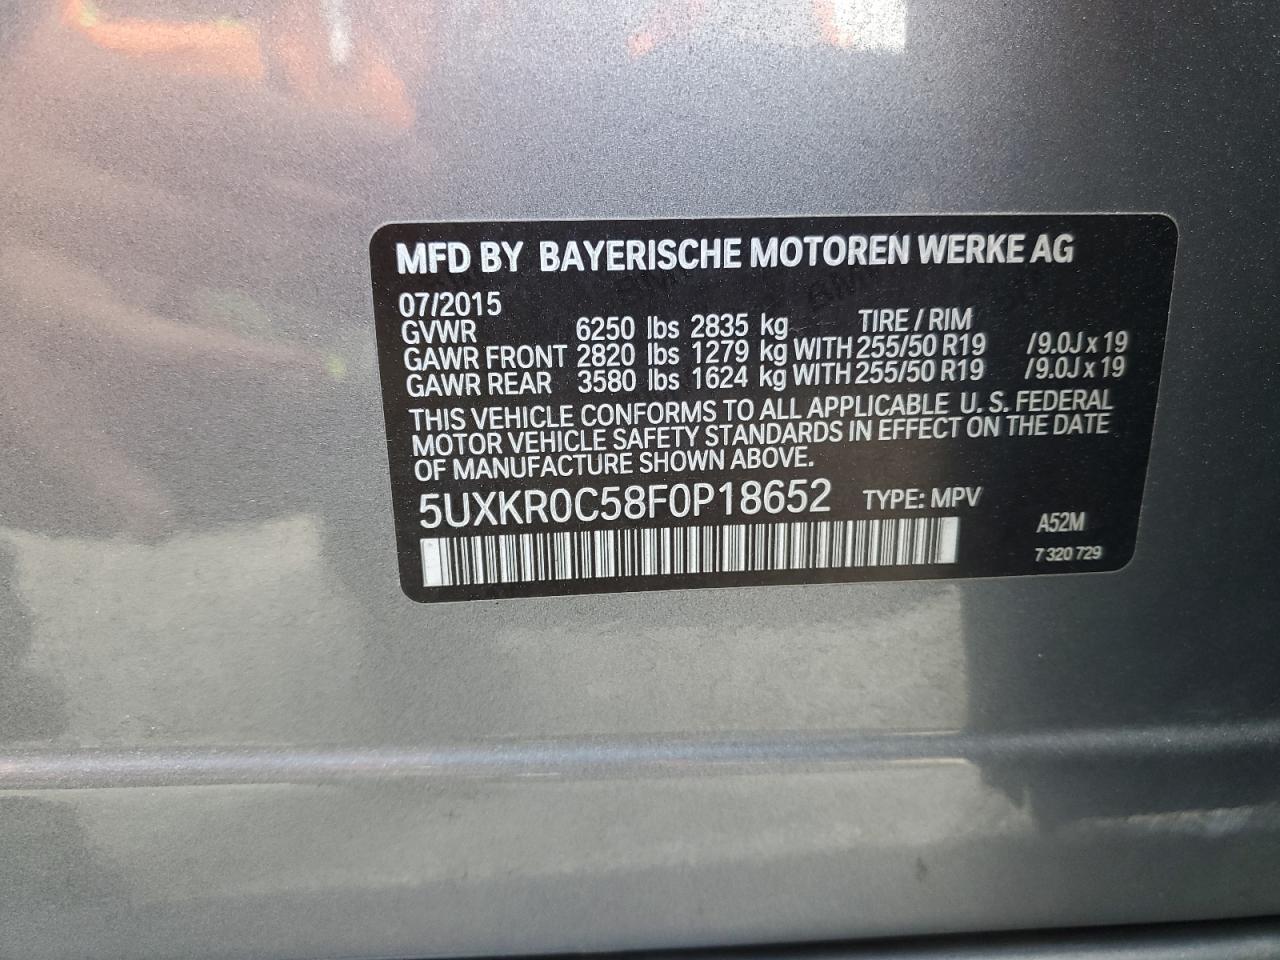 MFD BY BAYERISCHE MOTOREN WERKE AG
07/2015
GVWR 6250 lbs 2835 kg TIRE / RIM
GAWR FRONT 2820 lbs 1279 kg WITH 255/50 R19 /9.0J x 19
GAWR REAR 3580 lbs 1624 kg WITH 255/50 R19 /9.0J x 19
THIS VEHICLE CONFORMS TO ALL APPLICABLE U. S. FEDERAL
MOTOR VEHICLE SAFETY STANDARDS IN EFFECT ON THE DATE
OF MANUFACTURE SHOWN ABOVE.
5UXKR0C58F0P18652 TYPE: MPV
A52M
7 320 729